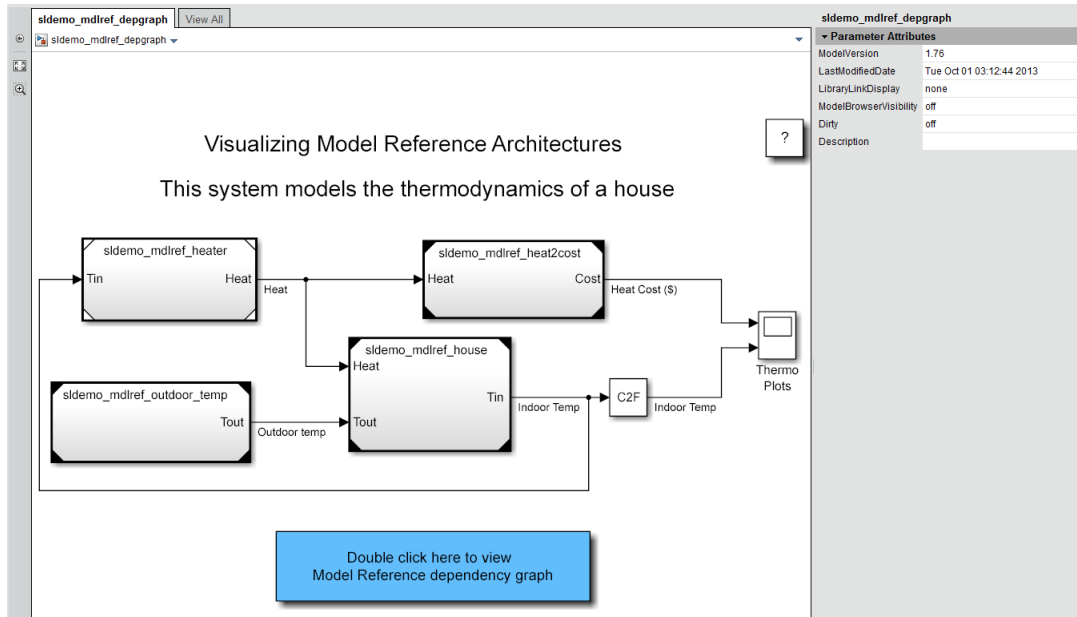 sldemo_mdlref_depgraph
View All
sldemo_mdlref_depgraph
Visualizing Model Reference Architectures
?
This system models the thermodynamics of a house
sldemo_mdlref_heater
Tin
Heat
Heat
sldemo_mdlref_heat2cost
Heat
Cost
Heat Cost ($)
Thermo
Plots
sldemo_mdlref_house
Heat
Tin
Tout
Indoor Temp
C2F
Indoor Temp
sldemo_mdlref_outdoor_temp
Tout
Outdoor temp
Double click here to view
Model Reference dependency graph
sldemo_mdlref_depgraph
Parameter Attributes
ModelVersion 1.76
LastModifiedDate Tue Oct 01 03:12:44 2013
LibraryLinkDisplay none
ModelBrowserVisibility off
Dirty off
Description